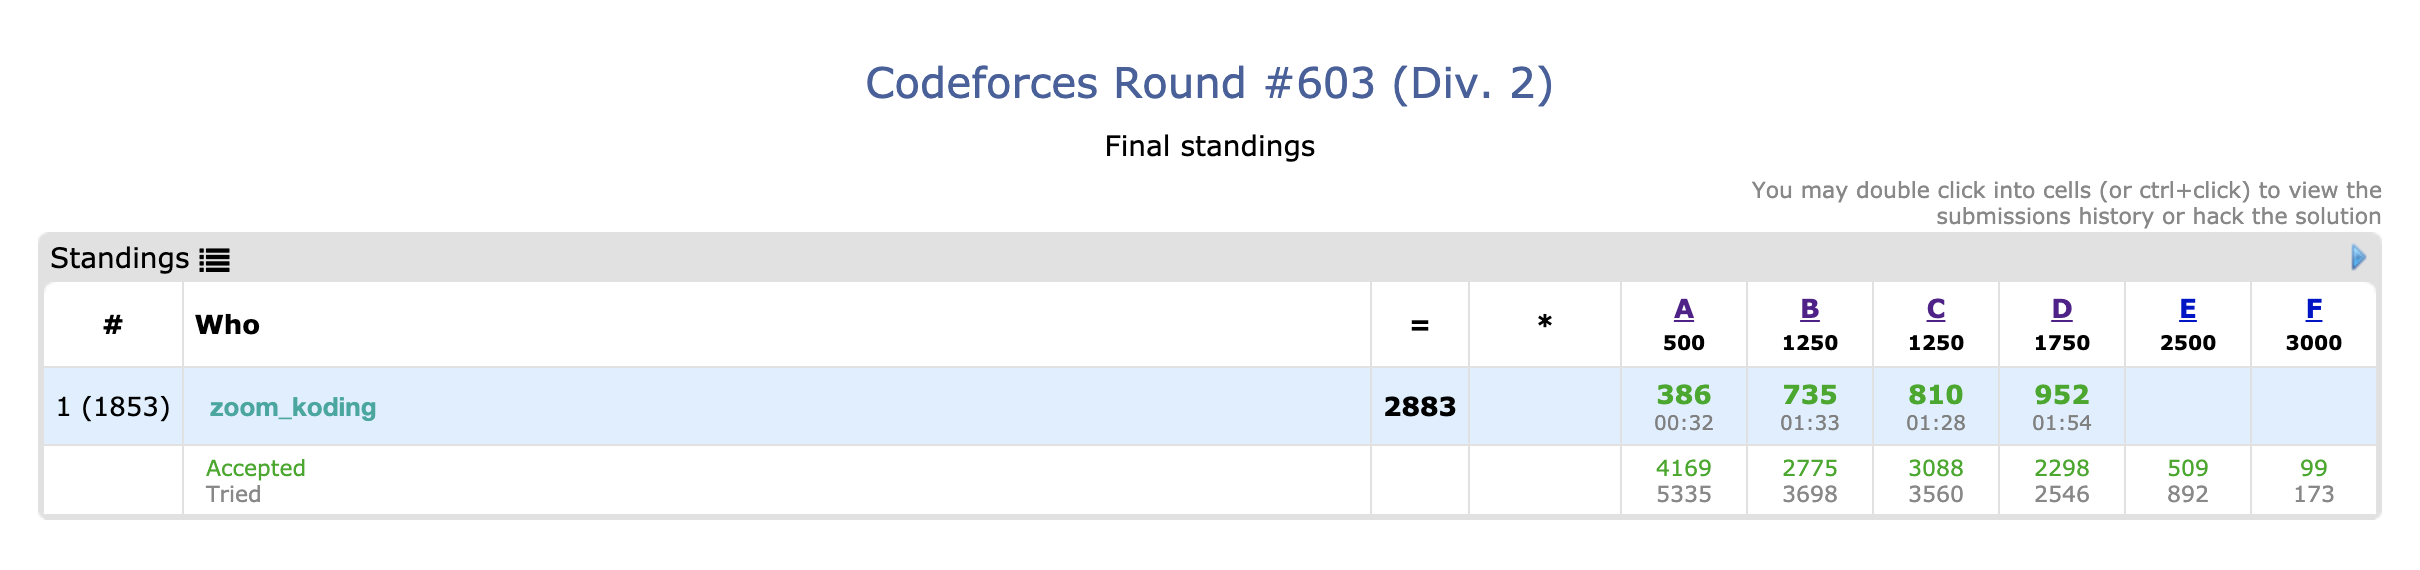 Codeforces Round #603 (Div. 2)
Final standings
You may double click into cells (or ctrl+click) to view the
submissions history or hack the solution
Standings
# Who = * A B C D E F
500 1250 1250 1750 2500 3000
1 (1853) zoom_koding 2883 386 735 810 952
00:32 01:33 01:28 01:54
Accepted 4169 2775 3088 2298 509 99
Tried 5335 3698 3560 2546 892 173